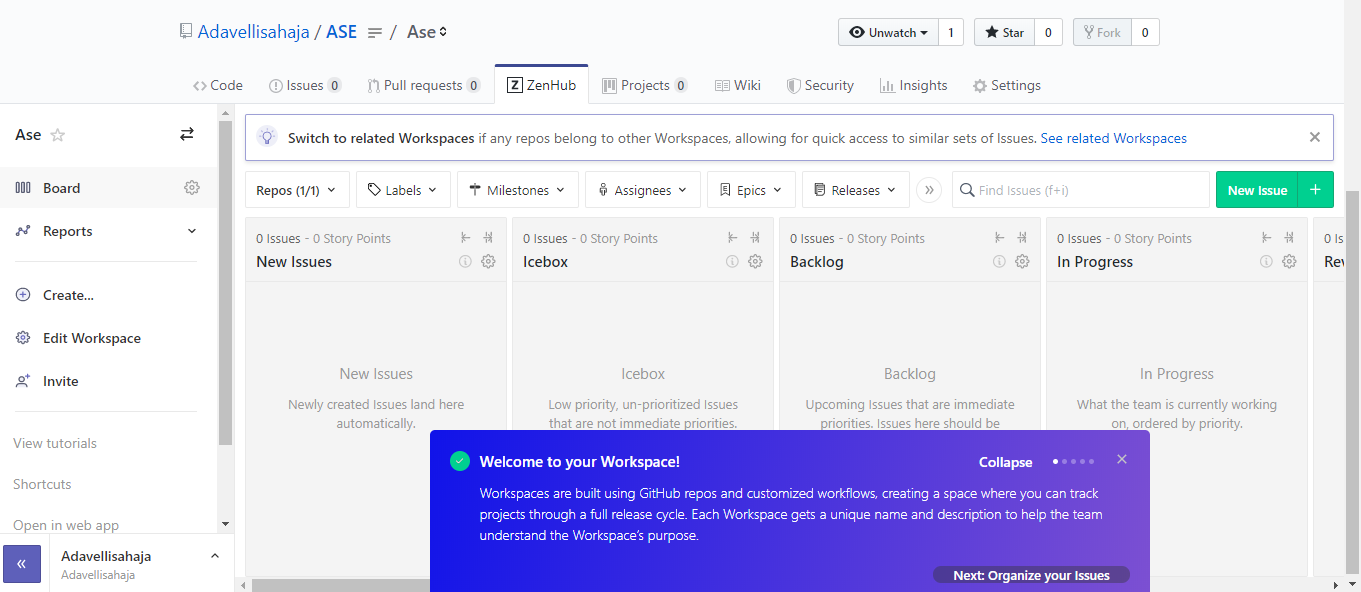 Adavellisahaja / ASE / Ase
Unwatch 1 Star 0 Fork 0
Code Issues 0 Pull requests 0 ZenHub Projects 0 Wiki Security Insights Settings
Ase
Switch to related Workspaces if any repos belong to other Workspaces, allowing for quick access to similar sets of Issues. See related Workspaces
Board
Reports
Create...
Edit Workspace
Invite
View tutorials
Shortcuts
Open in web app
Adavellisahaja
Adavellisahaja
Repos (1/1) Labels Milestones Assignees Epics Releases » Find Issues (f+i) New Issue +
0 Issues - 0 Story Points
New Issues
New Issues
Newly created Issues land here
automatically.
0 Issues - 0 Story Points
Icebox
Icebox
Low priority, un-prioritized Issues
that are not immediate priorities.
0 Issues - 0 Story Points
Backlog
Backlog
Upcoming Issues that are immediate
priorities. Issues here should be
0 Issues - 0 Story Points
In Progress
In Progress
What the team is currently working
on, ordered by priority.
0 Is
Rev
Welcome to your Workspace! Collapse
Workspaces are built using GitHub repos and customized workflows, creating a space where you can track
projects through a full release cycle. Each Workspace gets a unique name and description to help the team
understand the Workspace's purpose.
Next: Organize your Issues